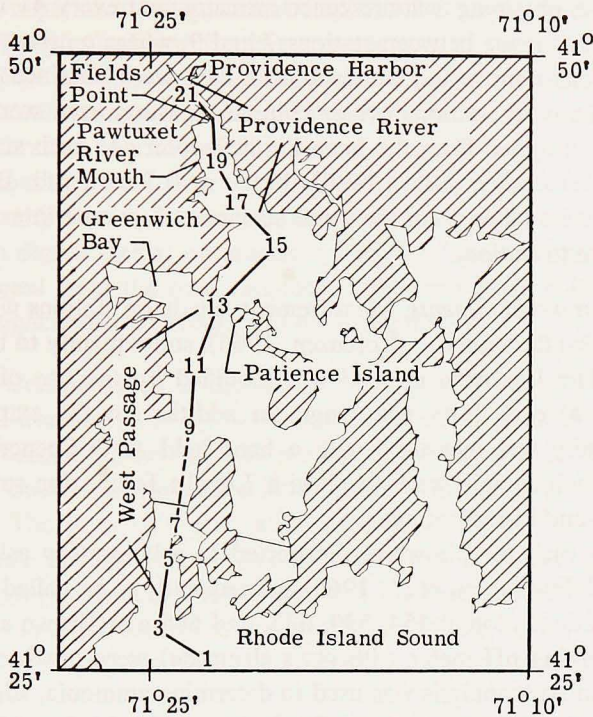 71° 25'
71° 10'
41° 50'
41° 50'
Fields Point
Providence Harbor
21
Pawtuxet River Mouth
Providence River
19
17
Greenwich Bay
15
13
11
Patience Island
9
West Passage
7
5
3
Rhode Island Sound
1
41° 25'
41° 25'
71° 25'
71° 10'